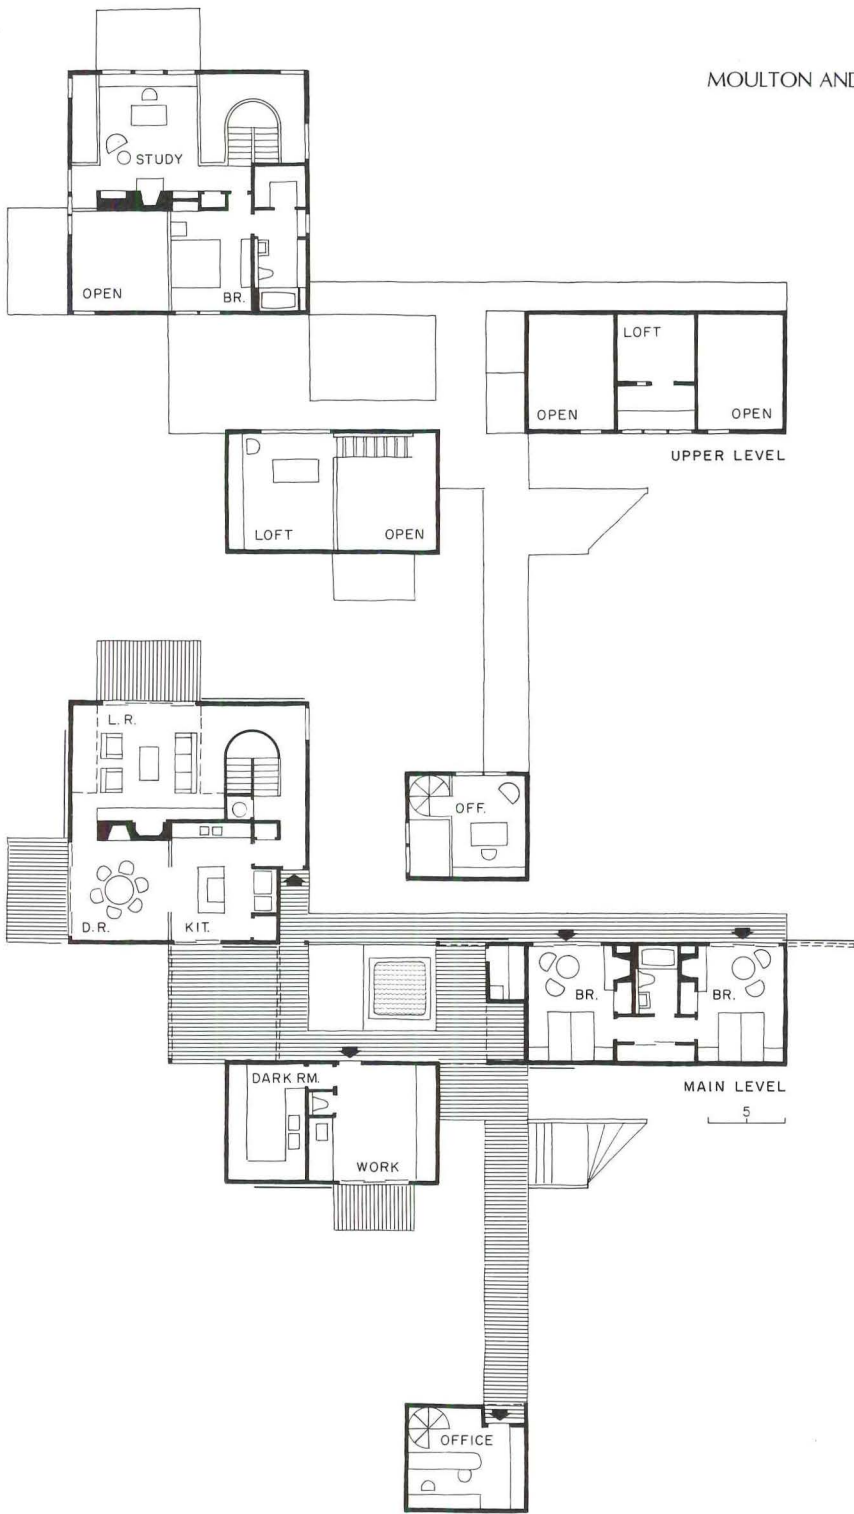 MOULTON AND
STUDY
OPEN
BR.
LOFT
OPEN
OPEN
UPPER LEVEL
LOFT
OPEN
L.R.
OFF.
D.R.
KIT.
BR.
BR.
DARK RM.
MAIN LEVEL
5
WORK
OFFICE